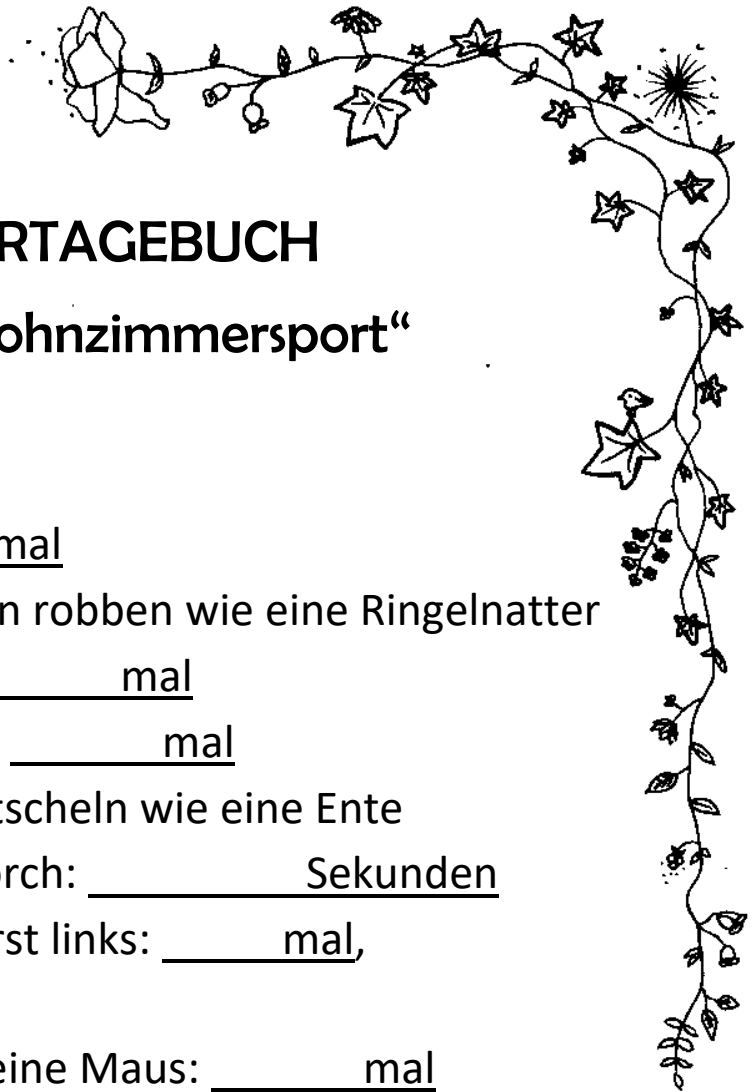 RTAGEBUCH
ohnzimmersport“
mal
n robben wie eine Ringelnatter
mal
mal
tscheln wie eine Ente
orch: Sekunden
rst links: mal,
eine Maus: mal